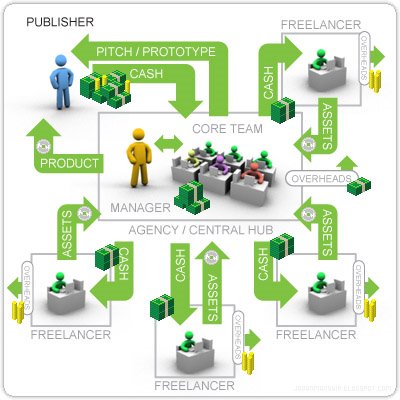 PUBLISHER
FREELANCER
PITCH / PROTOTYPE
CASH
OVERHEADS
CASH
ASSETS
CORE TEAM
PRODUCT
OVERHEADS
MANAGER
AGENCY / CENTRAL HUB
ASSETS
CASH
CASH
ASSETS
CASH
ASSETS
OVERHEADS
FREELANCER
OVERHEADS
FREELANCER
OVERHEADS
FREELANCER